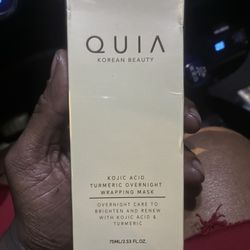 QUIA
KOREAN BEAUTY
KOJIC ACID
TURMERIC OVERNIGHT
WRAPPING MASK
OVERNIGHT CARE TO
BRIGHTEN AND RENEW
WITH KOJIC ACID &
TURMERIC
75ML/2.53 FL.OZ.